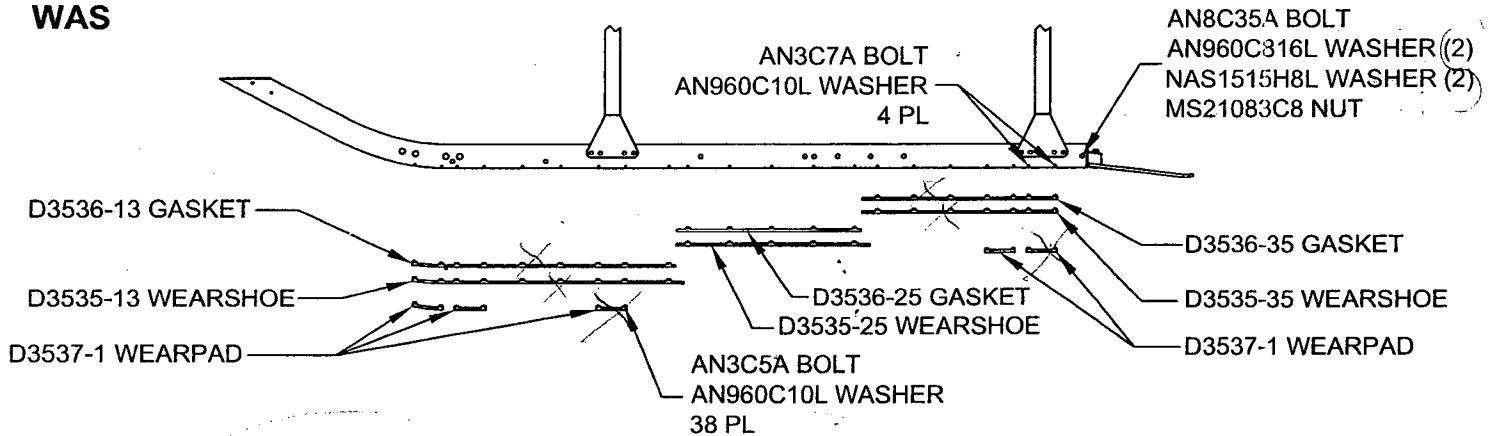 WAS
AN8C35A BOLT
AN960C816L WASHER (2)
NAS1515H8L WASHER (2)
MS21083C8 NUT
AN3C7A BOLT
AN960C10L WASHER
4 PL
D3536-13 GASKET
D3535-13 WEARSHOE
D3537-1 WEARPAD
D3536-25 GASKET
D3535-25 WEARSHOE
AN3C5A BOLT
AN960C10L WASHER
38 PL
D3536-35 GASKET
D3535-35 WEARSHOE
D3537-1 WEARPAD